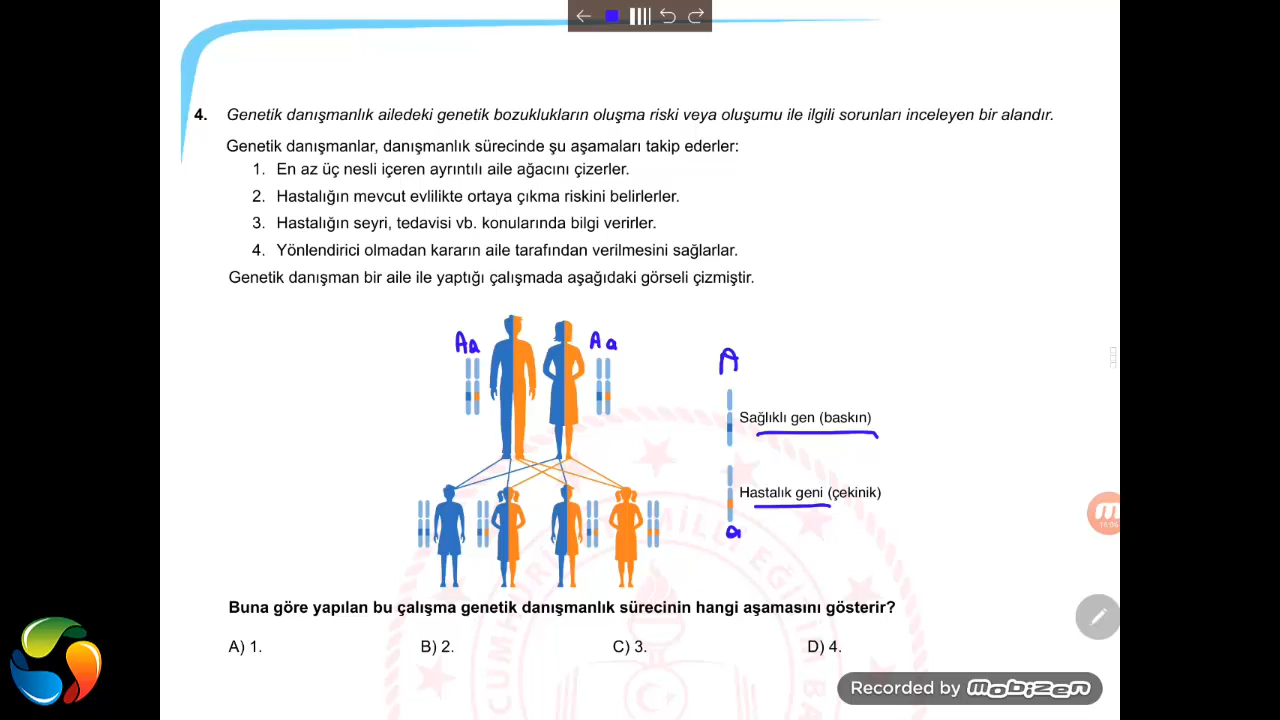 4. Genetik danışmanlık ailedeki genetik bozuklukların oluşma riski veya oluşumu ile ilgili sorunları inceleyen bir alandır.
Genetik danışmanlar, danışmanlık sürecinde şu aşamaları takip ederler:
1. En az üç nesli içeren ayrıntılı aile ağacını çizerler.
2. Hastalığın mevcut evlilikte ortaya çıkma riskini belirlerler.
3. Hastalığın seyri, tedavisi vb. konularında bilgi verirler.
4. Yönlendirici olmadan kararın aile tarafından verilmesini sağlarlar.
Genetik danışman bir aile ile yaptığı çalışmada aşağıdaki görseli çizmiştir.
Aa Aa
A
Sağlıklı gen (baskın)
Hastalık geni (çekinik)
a
Buna göre yapılan bu çalışma genetik danışmanlık sürecinin hangi aşamasını gösterir?
A) 1. B) 2. C) 3. D) 4.
Recorded by mobizen